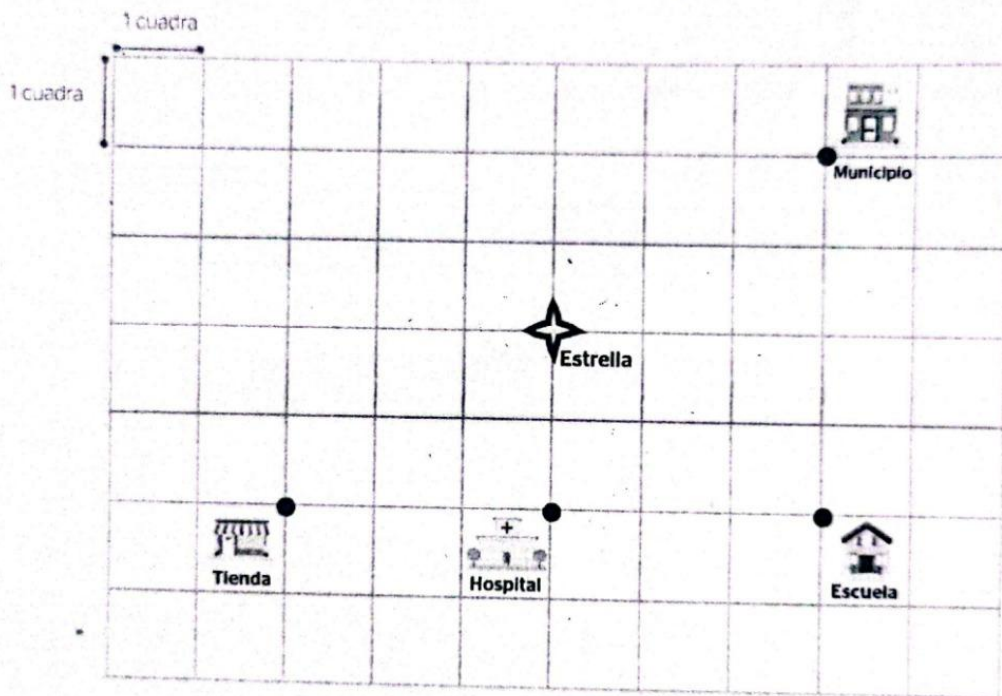 1 cuadra
1 cuadra
Municipio
Estrella
Tienda
Hospital
Escuela